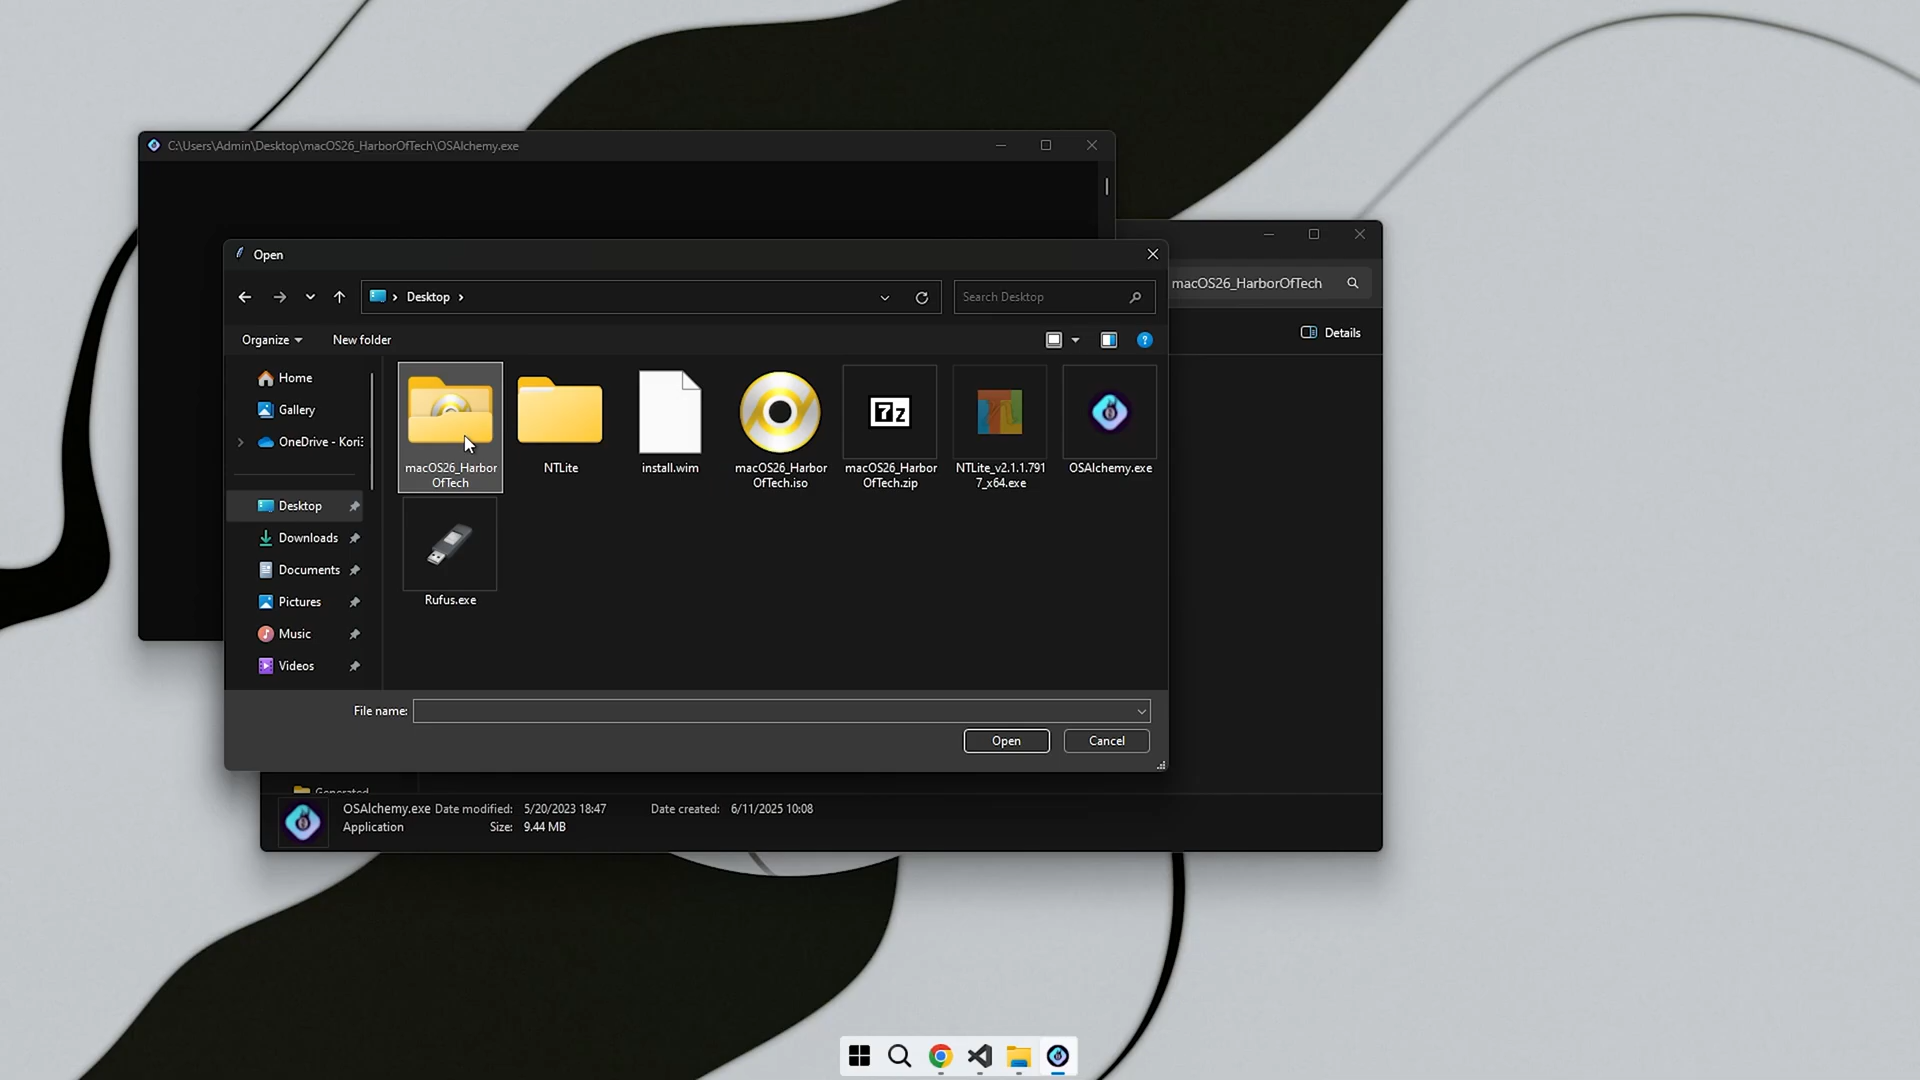 C:\Users\Admin\Desktop\macOS26_HarborOfTech\OSAlchemy.exe
Open
macOS26_HarborOfTech
Desktop
Search Desktop
Organize
New folder
Details
Home
Gallery
OneDrive - Kori:
Desktop
Downloads
Documents
Pictures
Music
Videos
macOS26_Harbor
OfTech
NTLite
install.wim
macOS26_Harbor
OfTech.iso
7z
macOS26_Harbor
OfTech.zip
NTLite_v2.1.1.791
7_x64.exe
OSAlchemy.exe
Rufus.exe
File name:
Open
Cancel
Generated
OSAlchemy.exe Date modified: 5/20/2023 18:47 Date created: 6/11/2025 10:08
Application Size: 9.44 MB